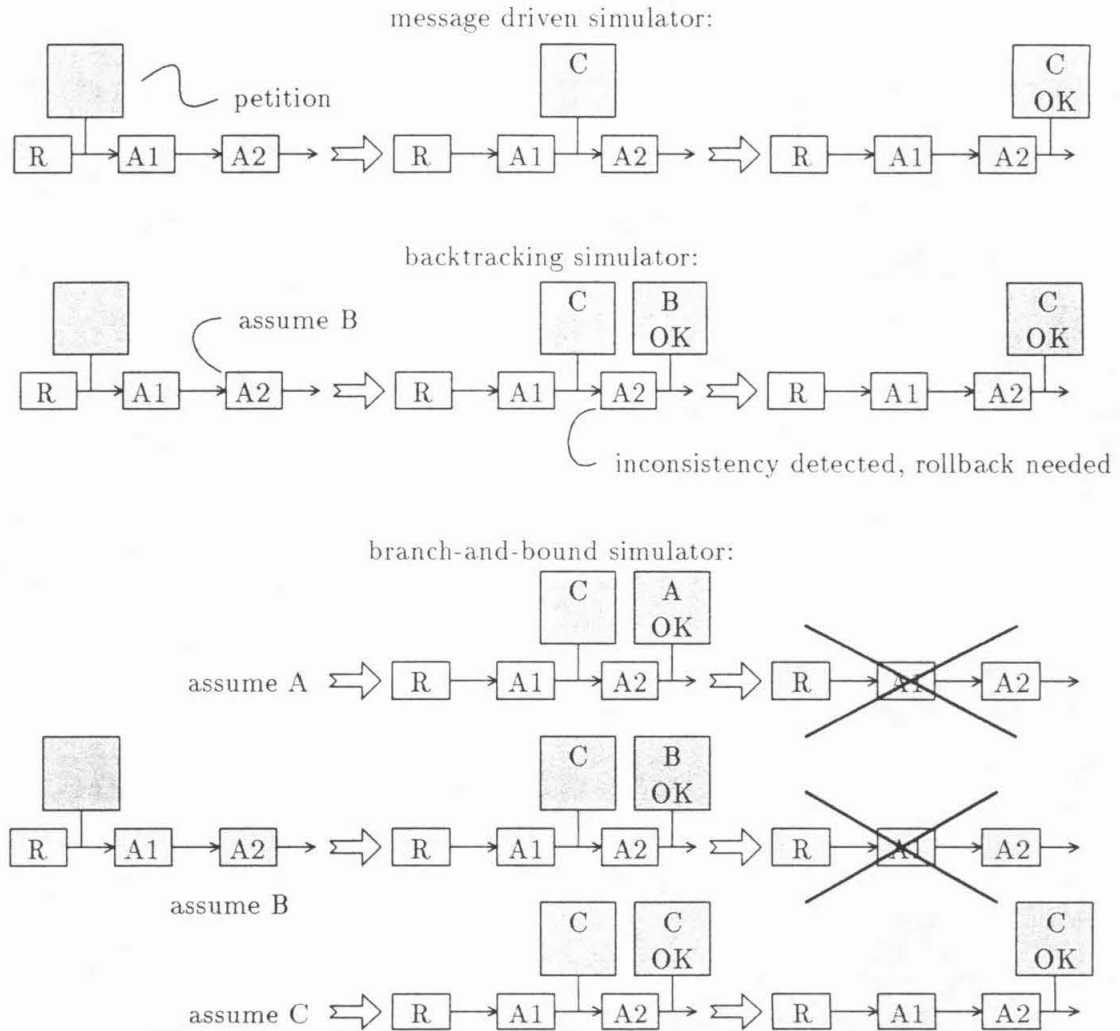 message driven simulator:
C
C
OK
petition
R A1 A2 R A1 A2 R A1 A2
backtracking simulator:
C B C
OK OK
assume B
R A1 A2 R A1 A2 R A1 A2
inconsistency detected, rollback needed
branch-and-bound simulator:
C A
OK
assume A R A1 A2 R A1 A2
C B
OK
R A1 A2 R A1 A2 R A1 A2
assume B
C C C
OK OK
assume C R A1 A2 R A1 A2